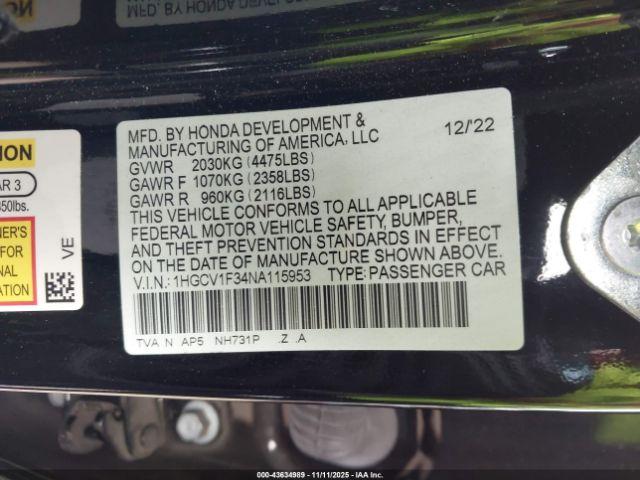 MFD. BY HONDA DEVELOPMENT & 12/22
MANUFACTURING OF AMERICA, LLC
GVWR 2030KG (4475LBS)
GAWR F 1070KG (2358LBS)
GAWR R 960KG (2116LBS)
THIS VEHICLE CONFORMS TO ALL APPLICABLE
FEDERAL MOTOR VEHICLE SAFETY, BUMPER,
AND THEFT PREVENTION STANDARDS IN EFFECT
ON THE DATE OF MANUFACTURE SHOWN ABOVE.
V.I.N.: 1HGCV1F34NA115953 TYPE: PASSENGER CAR
TVA N AP5 NH731P .Z .A
ION
AR 3
350lbs.
NER'S
FOR
NAL
ATION
VE
000-43634989 - 11/11/2025 - IAA Inc.